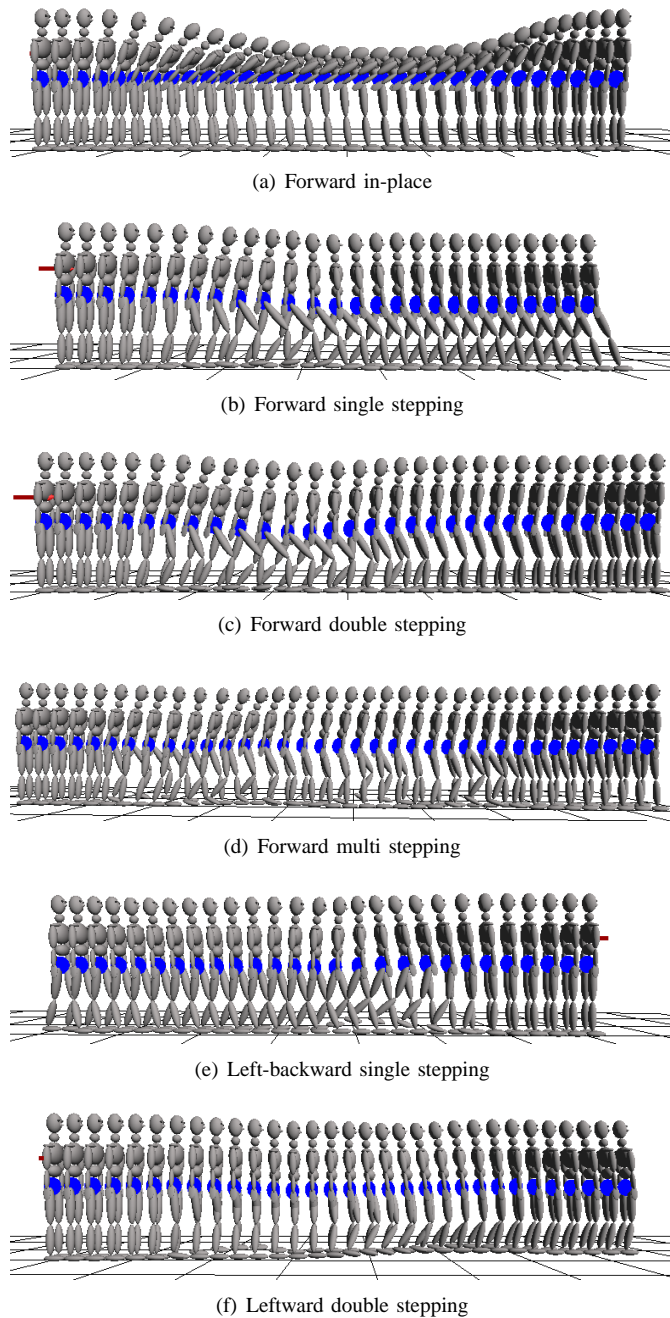 (a) Forward in-place
(b) Forward single stepping
(c) Forward double stepping
(d) Forward multi stepping
(e) Left-backward single stepping
(f) Leftward double stepping